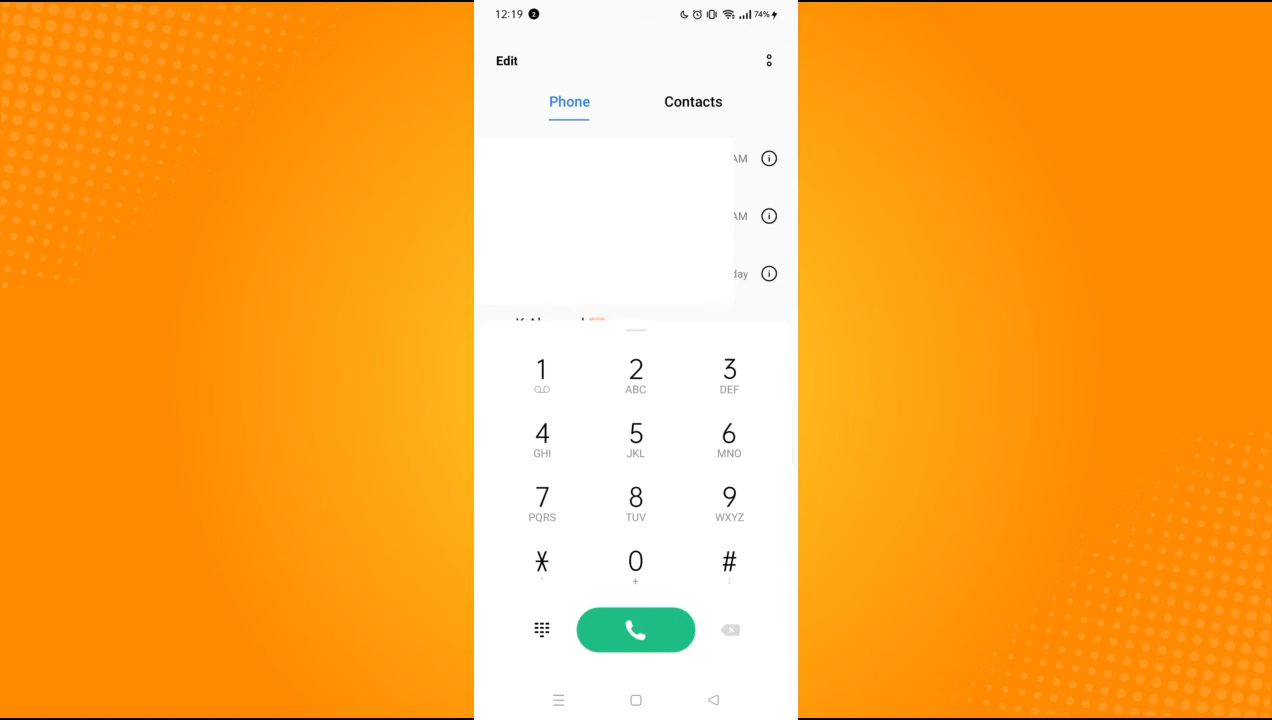 12:19 2 74%
Edit
Phone Contacts
AM
AM
day
1 2 3
ABC DEF
4 5 6
GHI JKL MNO
7 8 9
PQRS TUV WXYZ
* 0 #
' + ;